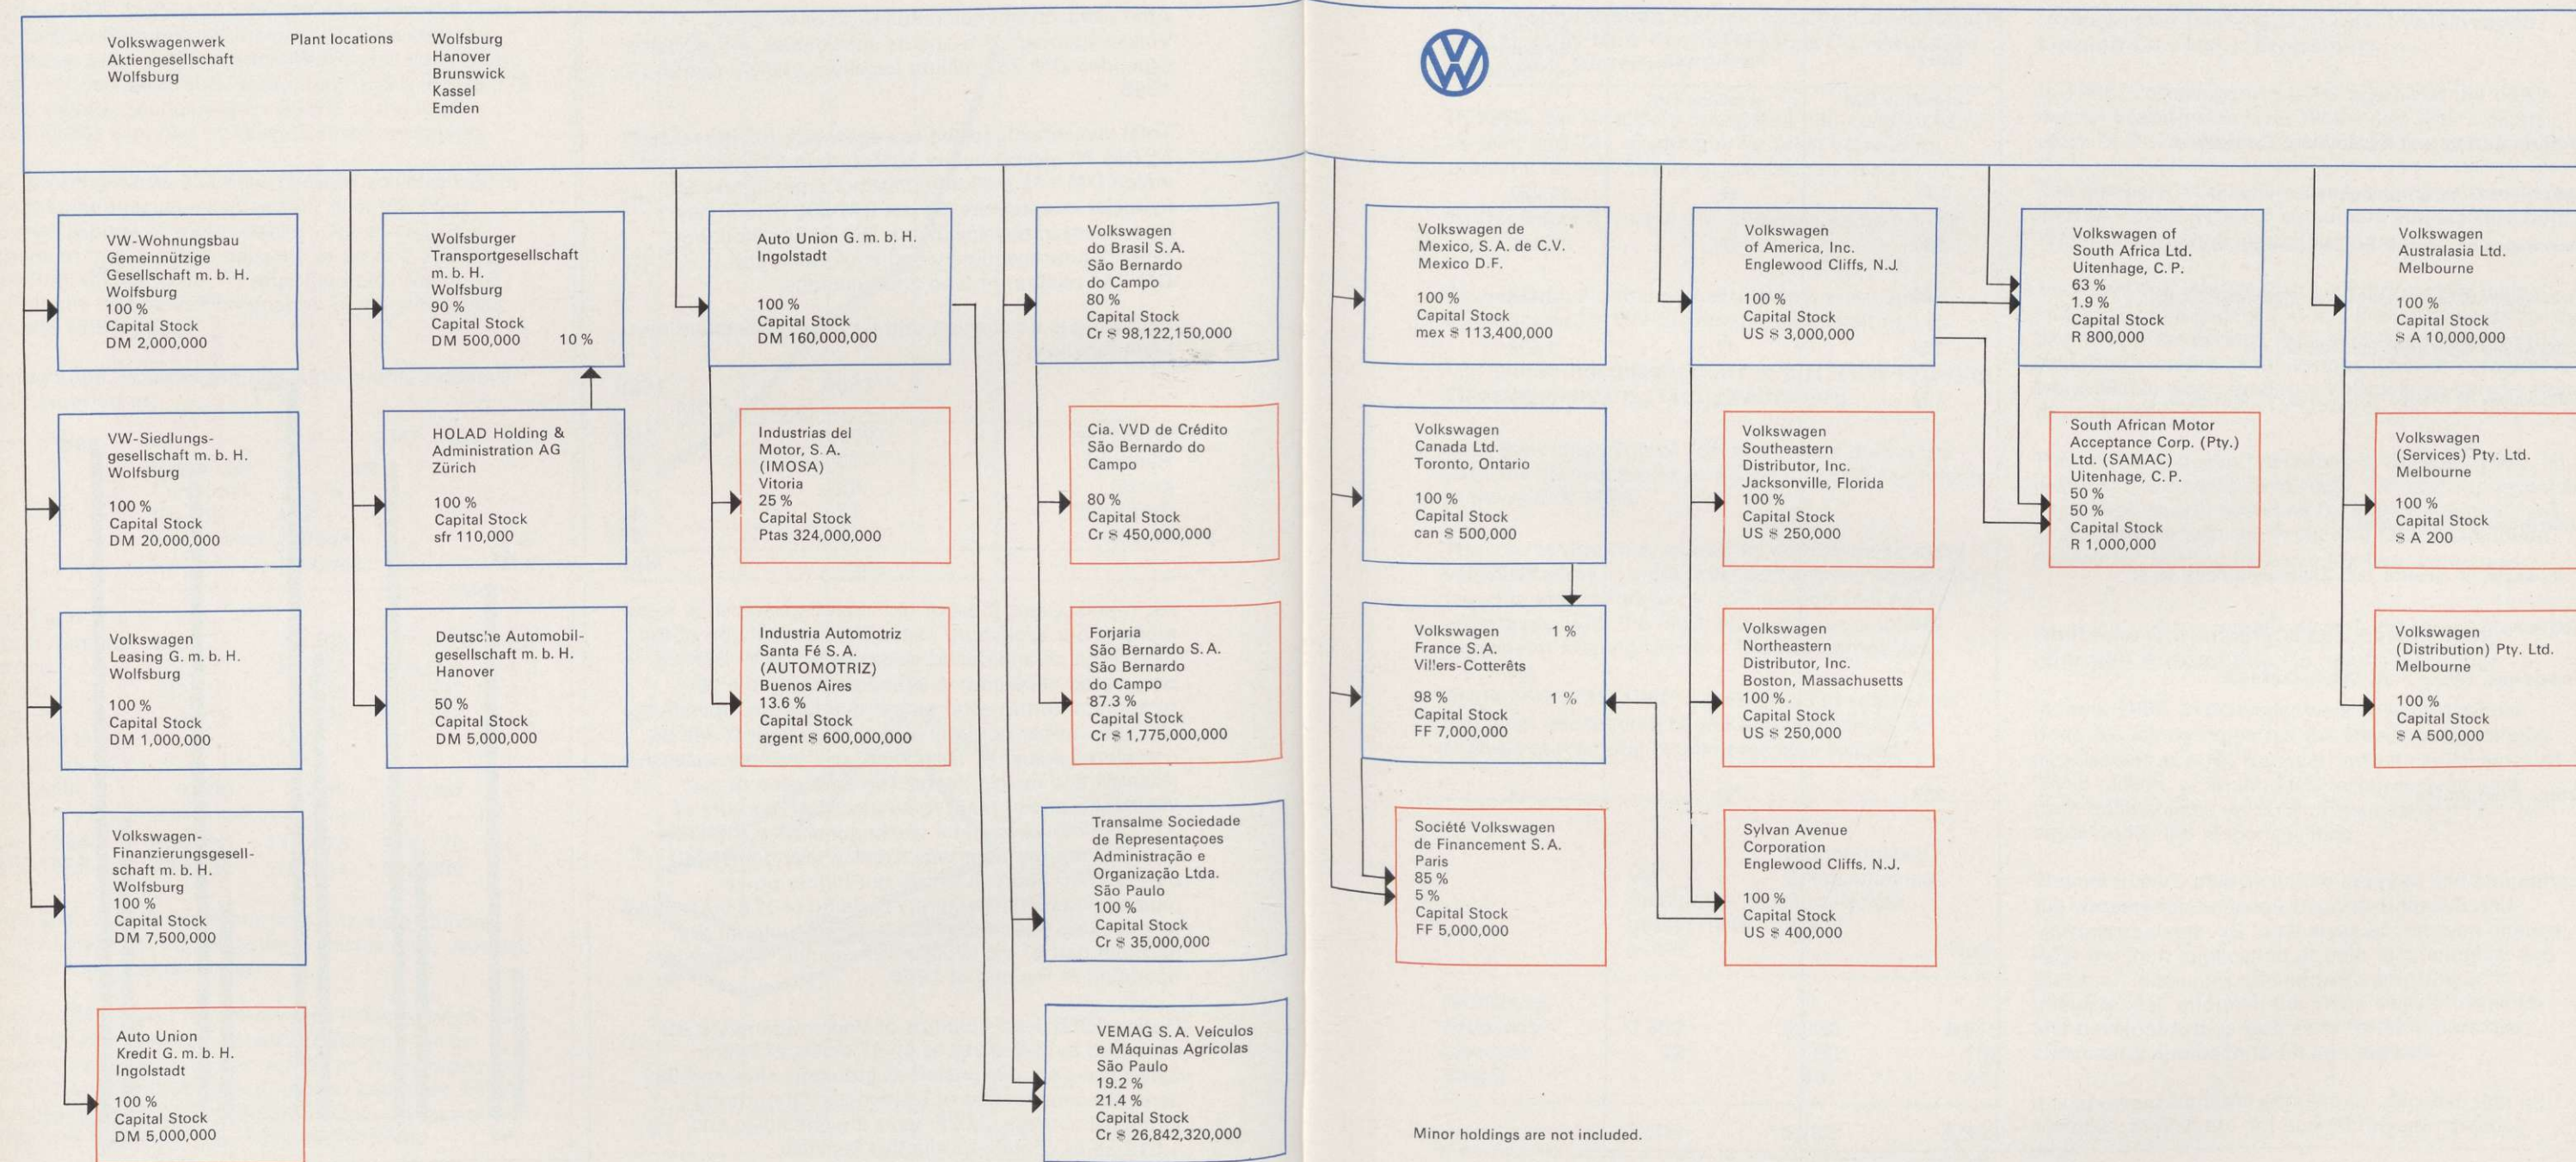 Volkswagenwerk
Aktiengesellschaft
Wolfsburg
Plant locations
Wolfsburg
Hanover
Brunswick
Kassel
Emden
VW
VW-Wohnungsbau
Gemeinnützige
Gesellschaft m. b. H.
Wolfsburg
100 %
Capital Stock
DM 2,000,000
VW-Siedlungs-
gesellschaft m. b. H.
Wolfsburg
100 %
Capital Stock
DM 20,000,000
Volkswagen
Leasing G. m. b. H.
Wolfsburg
100 %
Capital Stock
DM 1,000,000
Volkswagen-
Finanzierungsgesell-
schaft m. b. H.
Wolfsburg
100 %
Capital Stock
DM 7,500,000
Auto Union
Kredit G. m. b. H.
Ingolstadt
100 %
Capital Stock
DM 5,000,000
Wolfsburger
Transportgesellschaft
m. b. H.
Wolfsburg
90 %
Capital Stock
DM 500,000 10 %
HOLAD Holding &
Administration AG
Zürich
100 %
Capital Stock
sfr 110,000
Deutsche Automobil-
gesellschaft m. b. H.
Hanover
50 %
Capital Stock
DM 5,000,000
Auto Union G. m. b. H.
Ingolstadt
100 %
Capital Stock
DM 160,000,000
Industrias del
Motor, S. A.
(IMOSA)
Vitoria
25 %
Capital Stock
Ptas 324,000,000
Industria Automotriz
Santa Fé S. A.
(AUTOMOTRIZ)
Buenos Aires
13.6 %
Capital Stock
argent $ 600,000,000
Volkswagen
do Brasil S. A.
São Bernardo
do Campo
80 %
Capital Stock
Cr $ 98,122,150,000
Cia. VVD de Crédito
São Bernardo do
Campo
80 %
Capital Stock
Cr $ 450,000,000
Forjaria
São Bernardo S. A.
São Bernardo
do Campo
87.3 %
Capital Stock
Cr $ 1,775,000,000
Transalme Sociedade
de Representaçoes
Administração e
Organização Ltda.
São Paulo
100 %
Capital Stock
Cr $ 35,000,000
VEMAG S. A. Veículos
e Máquinas Agrícolas
São Paulo
19.2 %
21.4 %
Capital Stock
Cr $ 26,842,320,000
Volkswagen de
Mexico, S. A. de C.V.
Mexico D.F.
100 %
Capital Stock
mex $ 113,400,000
Volkswagen
Canada Ltd.
Toronto, Ontario
100 %
Capital Stock
can $ 500,000
Volkswagen 1 %
France S. A.
Villers-Cotterêts
98 % 1 %
Capital Stock
FF 7,000,000
Société Volkswagen
de Financement S. A.
Paris
85 %
5 %
Capital Stock
FF 5,000,000
Volkswagen
of America, Inc.
Englewood Cliffs, N.J.
100 %
Capital Stock
US $ 3,000,000
Volkswagen
Southeastern
Distributor, Inc.
Jacksonville, Florida
100 %
Capital Stock
US $ 250,000
Volkswagen
Northeastern
Distributor, Inc.
Boston, Massachusetts
100 %
Capital Stock
US $ 250,000
Sylvan Avenue
Corporation
Englewood Cliffs, N.J.
100 %
Capital Stock
US $ 400,000
Volkswagen of
South Africa Ltd.
Uitenhage, C. P.
63 %
1.9 %
Capital Stock
R 800,000
South African Motor
Acceptance Corp. (Pty.)
Ltd. (SAMAC)
Uitenhage, C. P.
50 %
50 %
Capital Stock
R 1,000,000
Volkswagen
Australasia Ltd.
Melbourne
100 %
Capital Stock
$ A 10,000,000
Volkswagen
(Services) Pty. Ltd.
Melbourne
100 %
Capital Stock
$ A 200
Volkswagen
(Distribution) Pty. Ltd.
Melbourne
100 %
Capital Stock
$ A 500,000
Minor holdings are not included.